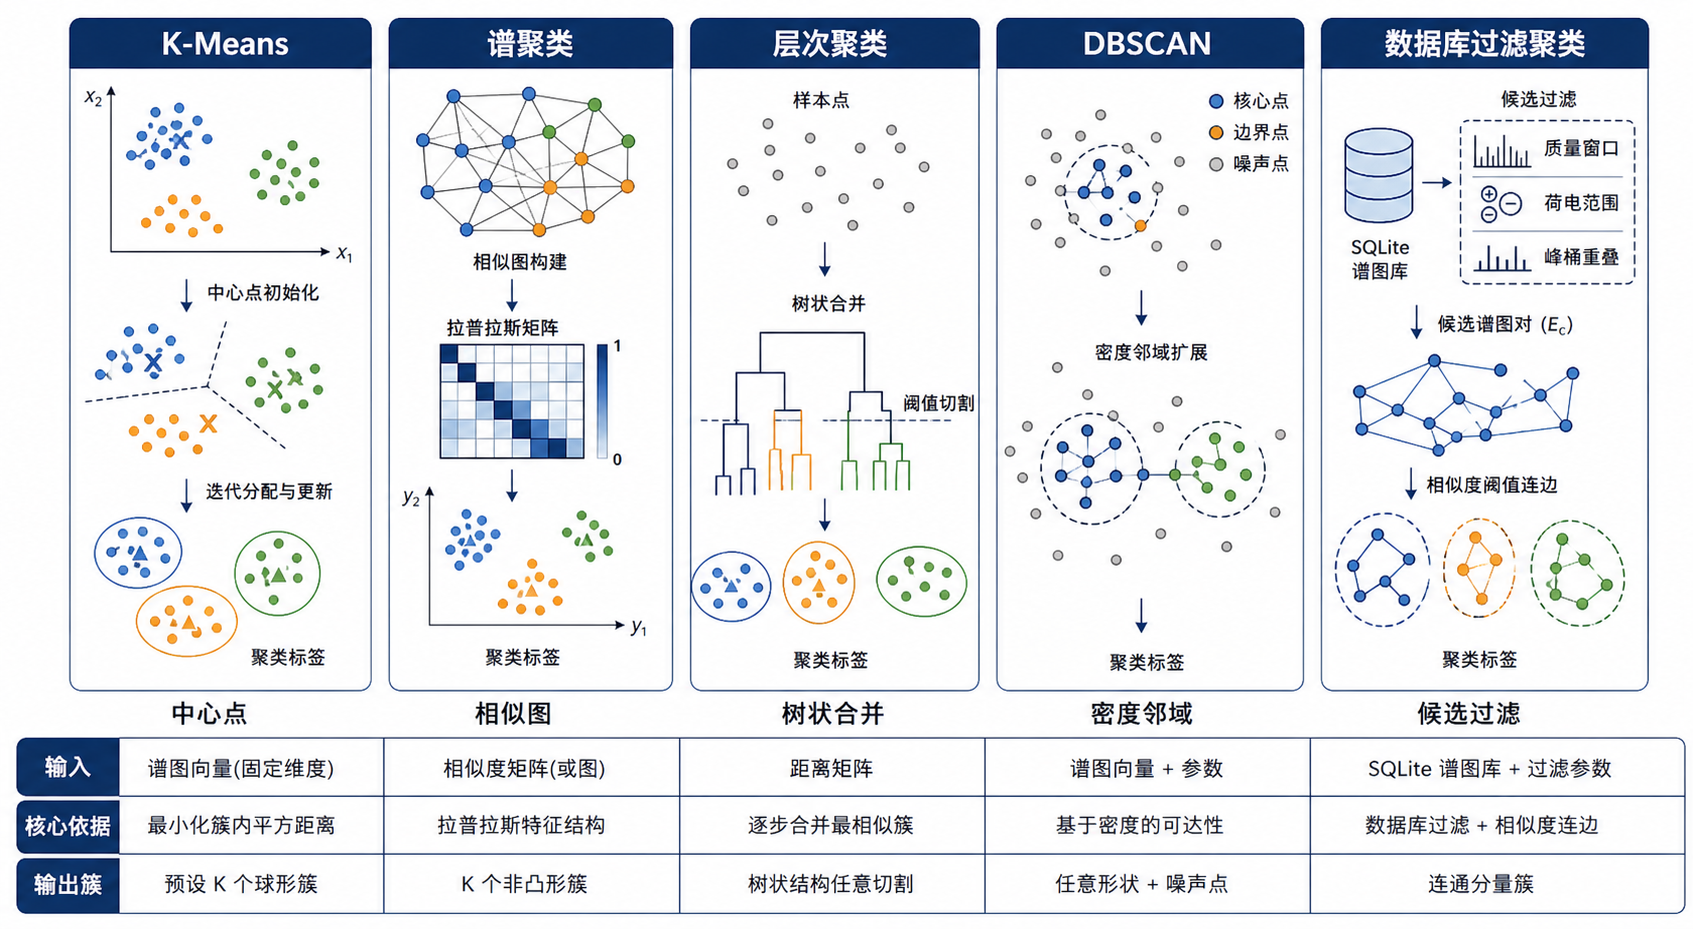 K-Means
x₂
x₁
中心点初始化
迭代分配与更新
聚类标签
中心点
谱聚类
相似图构建
拉普拉斯矩阵
1
0
y₂
y₁
聚类标签
相似图
层次聚类
样本点
树状合并
阈值切割
聚类标签
树状合并
DBSCAN
核心点
边界点
噪声点
密度邻域扩展
聚类标签
密度邻域
数据库过滤聚类
候选过滤
质量窗口
荷电范围
峰桶重叠
SQLite
谱图库
候选谱图对 (E_c)
相似度阈值连边
聚类标签
候选过滤
输入 谱图向量(固定维度) 相似度矩阵(或图) 距离矩阵 谱图向量 + 参数 SQLite 谱图库 + 过滤参数
核心依据 最小化簇内平方距离 拉普拉斯特征结构 逐步合并最相似簇 基于密度的可达性 数据库过滤 + 相似度连边
输出簇 预设 K 个球形簇 K 个非凸形簇 树状结构任意切割 任意形状 + 噪声点 连通分量簇